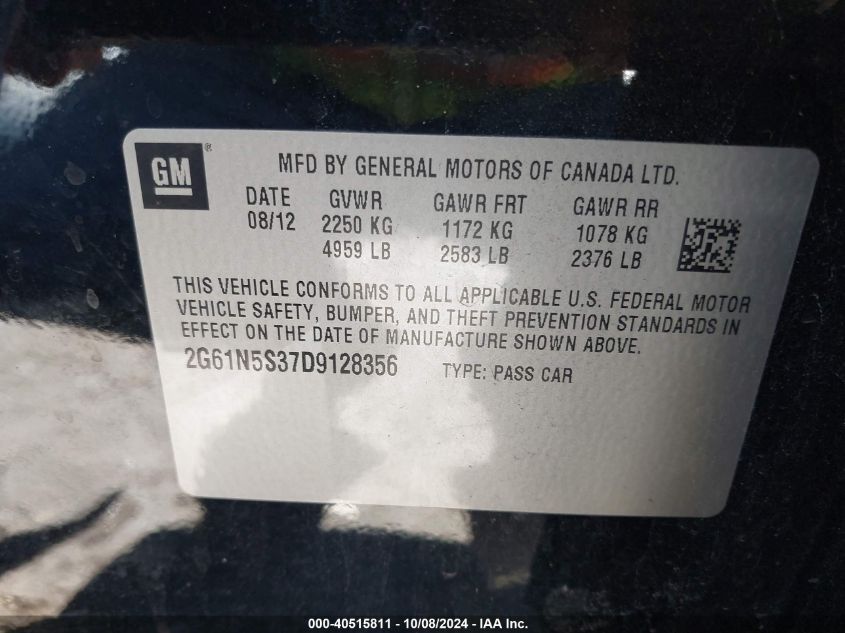 GM ®
MFD BY GENERAL MOTORS OF CANADA LTD.
DATE GVWR GAWR FRT GAWR RR
08/12 2250 KG 1172 KG 1078 KG
4959 LB 2583 LB 2376 LB
THIS VEHICLE CONFORMS TO ALL APPLICABLE U.S. FEDERAL MOTOR
VEHICLE SAFETY, BUMPER, AND THEFT PREVENTION STANDARDS IN
EFFECT ON THE DATE OF MANUFACTURE SHOWN ABOVE.
2G61N5S37D9128356 TYPE: PASS CAR
000-40515811 - 10/08/2024 - IAA Inc.